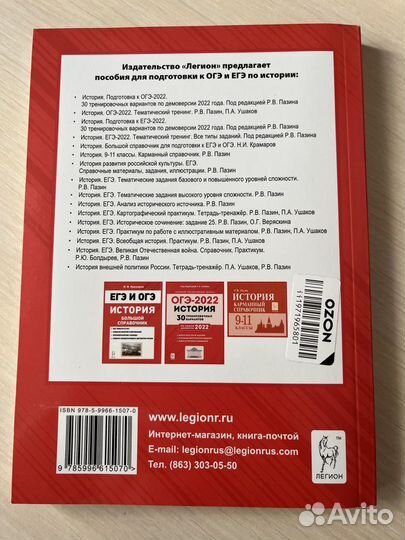 Издательство «Легион» предлагает
пособия для подготовки к ОГЭ и ЕГЭ по истории:
• История. Подготовка к ОГЭ-2022.
30 тренировочных вариантов по демоверсии 2022 года. Под редакцией Р.В. Пазина
• История. ОГЭ-2022. Тематический тренинг. Р.В. Пазин, П.А. Ушаков
• История. Подготовка к ЕГЭ-2022.
30 тренировочных вариантов по демоверсии 2022 года. Под редакцией Р.В. Пазина
• История. ЕГЭ-2022. Тематический тренинг. Все типы заданий. Под редакцией Р.В. Пазина
• История. Большой справочник для подготовки к ЕГЭ и ОГЭ. Н.И. Крамаров
• История. 9-11 классы. Карманный справочник. Р.В. Пазин
• История развития российской культуры. ЕГЭ.
Справочные материалы, задания, иллюстрации. Р.В. Пазин
• История. ЕГЭ. Тематические задания базового и повышенного уровней сложности.
Р.В. Пазин
• История. ЕГЭ. Тематические задания высокого уровня сложности. Р.В. Пазин
• История. ЕГЭ. Анализ исторического источника. Р.В. Пазин
• История. ЕГЭ. Картографический практикум. Тетрадь-тренажёр. Р.В. Пазин, П.А. Ушаков
• История. ЕГЭ. Историческое сочинение: задание 25. Р.В. Пазин, О.Г. Веряскина
• История. ЕГЭ. Практикум по работе с иллюстративным материалом. Р.В. Пазин, П.А. Ушаков
• История. ЕГЭ. Всеобщая история. Практикум. Р.В. Пазин, П.А. Ушаков
• История. ЕГЭ. Великая Отечественная война. Справочник. Практикум.
Р.Ю. Болдырев, Р.В. Пазин
• История внешней политики России. Тетрадь-тренажёр. П.А. Ушаков, Р.В. Пазин
ЕГЭ И ОГЭ
ИСТОРИЯ
БОЛЬШОЙ
СПРАВОЧНИК
ОГЭ-2022
ИСТОРИЯ
30 ТРЕНИРОВОЧНЫХ
ВАРИАНТОВ
2022
ИСТОРИЯ
КАРМАННЫЙ
СПРАВОЧНИК
9-11
КЛАССЫ
1119719665801
OZON
ISBN 978-5-9966-1507-0
9 785996 615070
www.legionr.ru
Интернет-магазин, книга-почтой
E-mail: legionrus@legionrus.com
Тел. (863) 303-05-50
TM
ЛЕГИОН
Avito